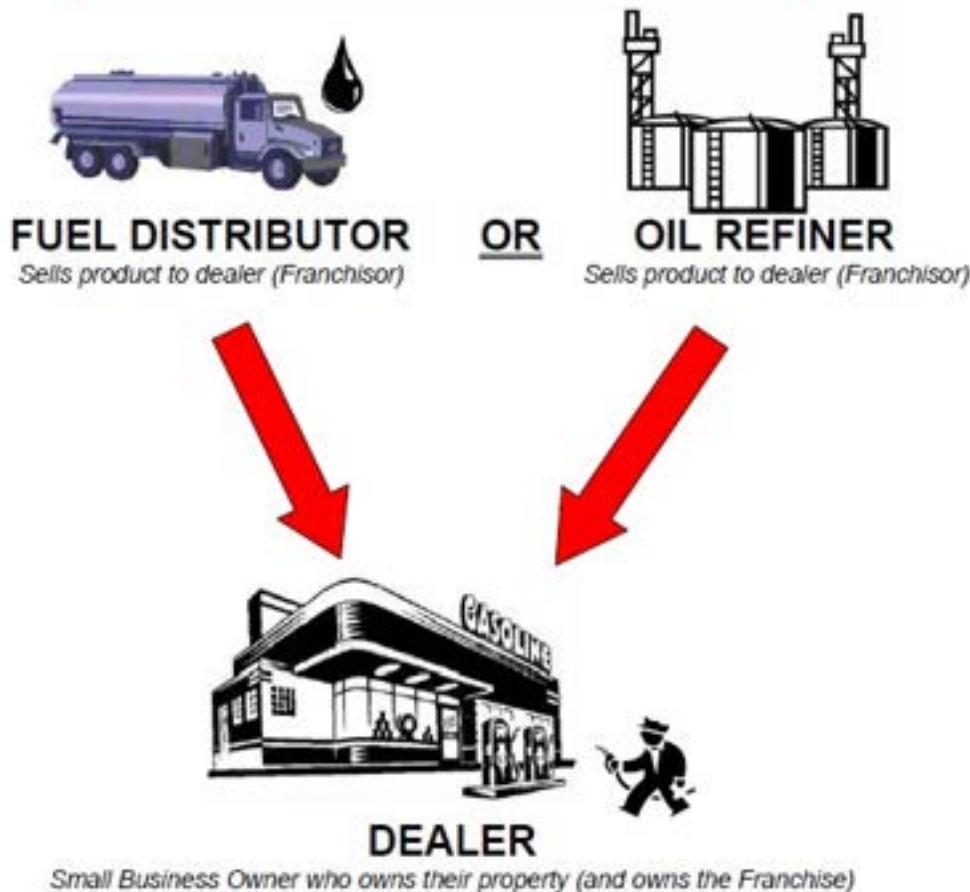 FUEL DISTRIBUTOR OR OIL REFINER
Sells product to dealer (Franchisor) Sells product to dealer (Franchisor)
GASOLINE
DEALER
Small Business Owner who owns their property (and owns the Franchise)